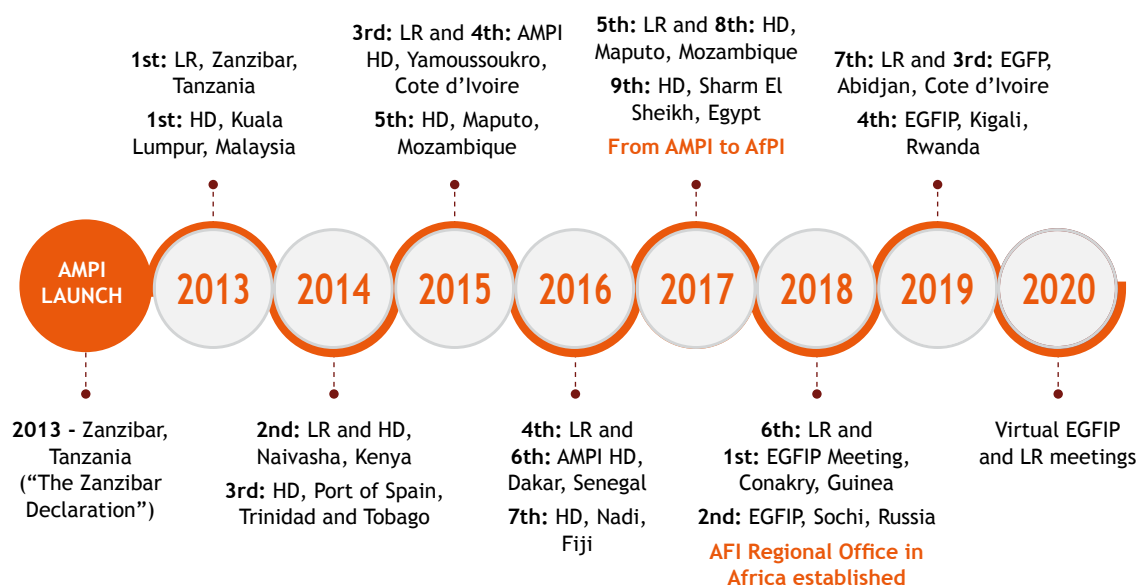 3rd: LR and 4th: AMPI
HD, Yamoussoukro,
Cote d’Ivoire
5th: HD, Maputo,
Mozambique
5th: LR and 8th: HD,
Maputo, Mozambique
9th: HD, Sharm El
Sheikh, Egypt
From AMPI to AfPI
1st: LR, Zanzibar,
Tanzania
1st: HD, Kuala
Lumpur, Malaysia
7th: LR and 3rd: EGFP,
Abidjan, Cote d’Ivoire
4th: EGFIP, Kigali,
Rwanda
AMPI
LAUNCH
2013
2014
2015
2016
2017
2018
2019
2020
2013 - Zanzibar,
Tanzania
(“The Zanzibar
Declaration”)
2nd: LR and HD,
Naivasha, Kenya
3rd: HD, Port of Spain,
Trinidad and Tobago
4th: LR and
6th: AMPI HD,
Dakar, Senegal
7th: HD, Nadi,
Fiji
6th: LR and
1st: EGFIP Meeting,
Conakry, Guinea
2nd: EGFIP, Sochi, Russia
AFI Regional Office in
Africa established
Virtual EGFIP
and LR meetings